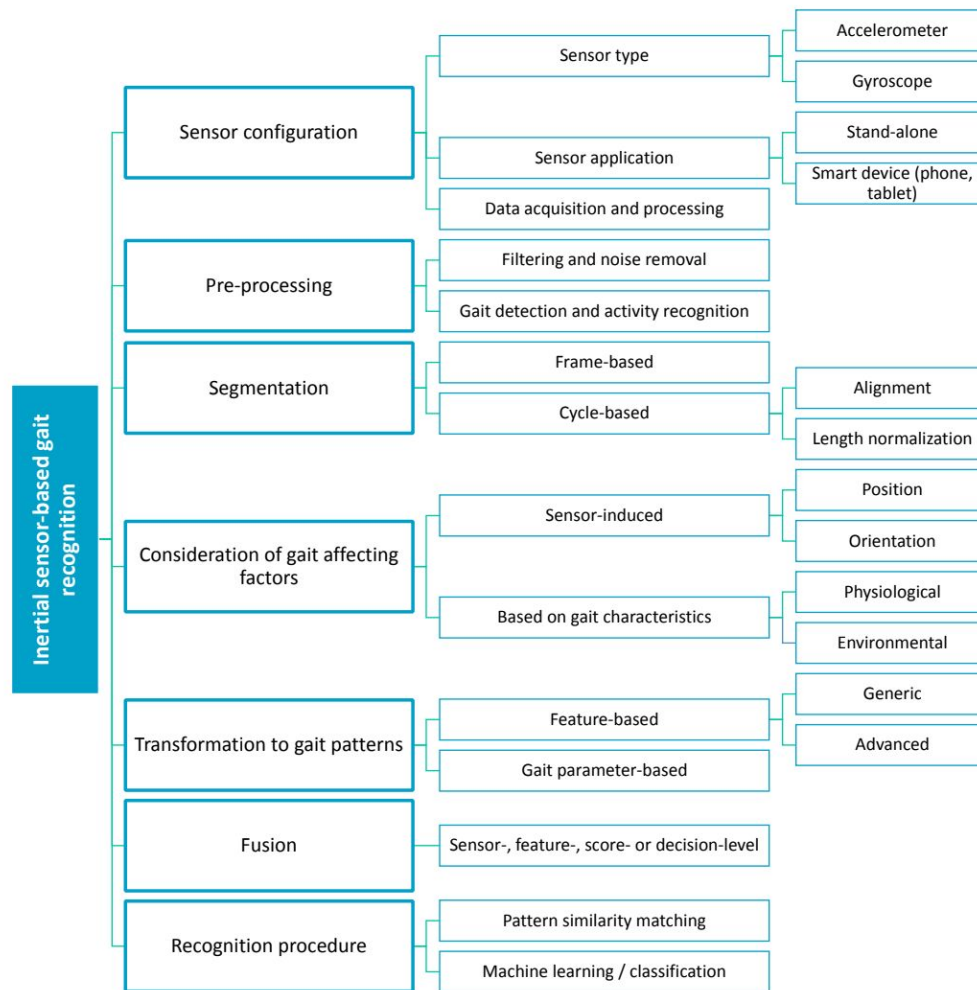 Inertial sensor-based gait
recognition
Sensor configuration
Sensor type
Accelerometer
Gyroscope
Sensor application
Stand-alone
Smart device (phone,
tablet)
Data acquisition and processing
Pre-processing
Filtering and noise removal
Gait detection and activity recognition
Segmentation
Frame-based
Cycle-based
Alignment
Length normalization
Consideration of gait affecting
factors
Sensor-induced
Position
Orientation
Based on gait characteristics
Physiological
Environmental
Transformation to gait patterns
Feature-based
Generic
Advanced
Gait parameter-based
Fusion
Sensor-, feature-, score- or decision-level
Recognition procedure
Pattern similarity matching
Machine learning / classification